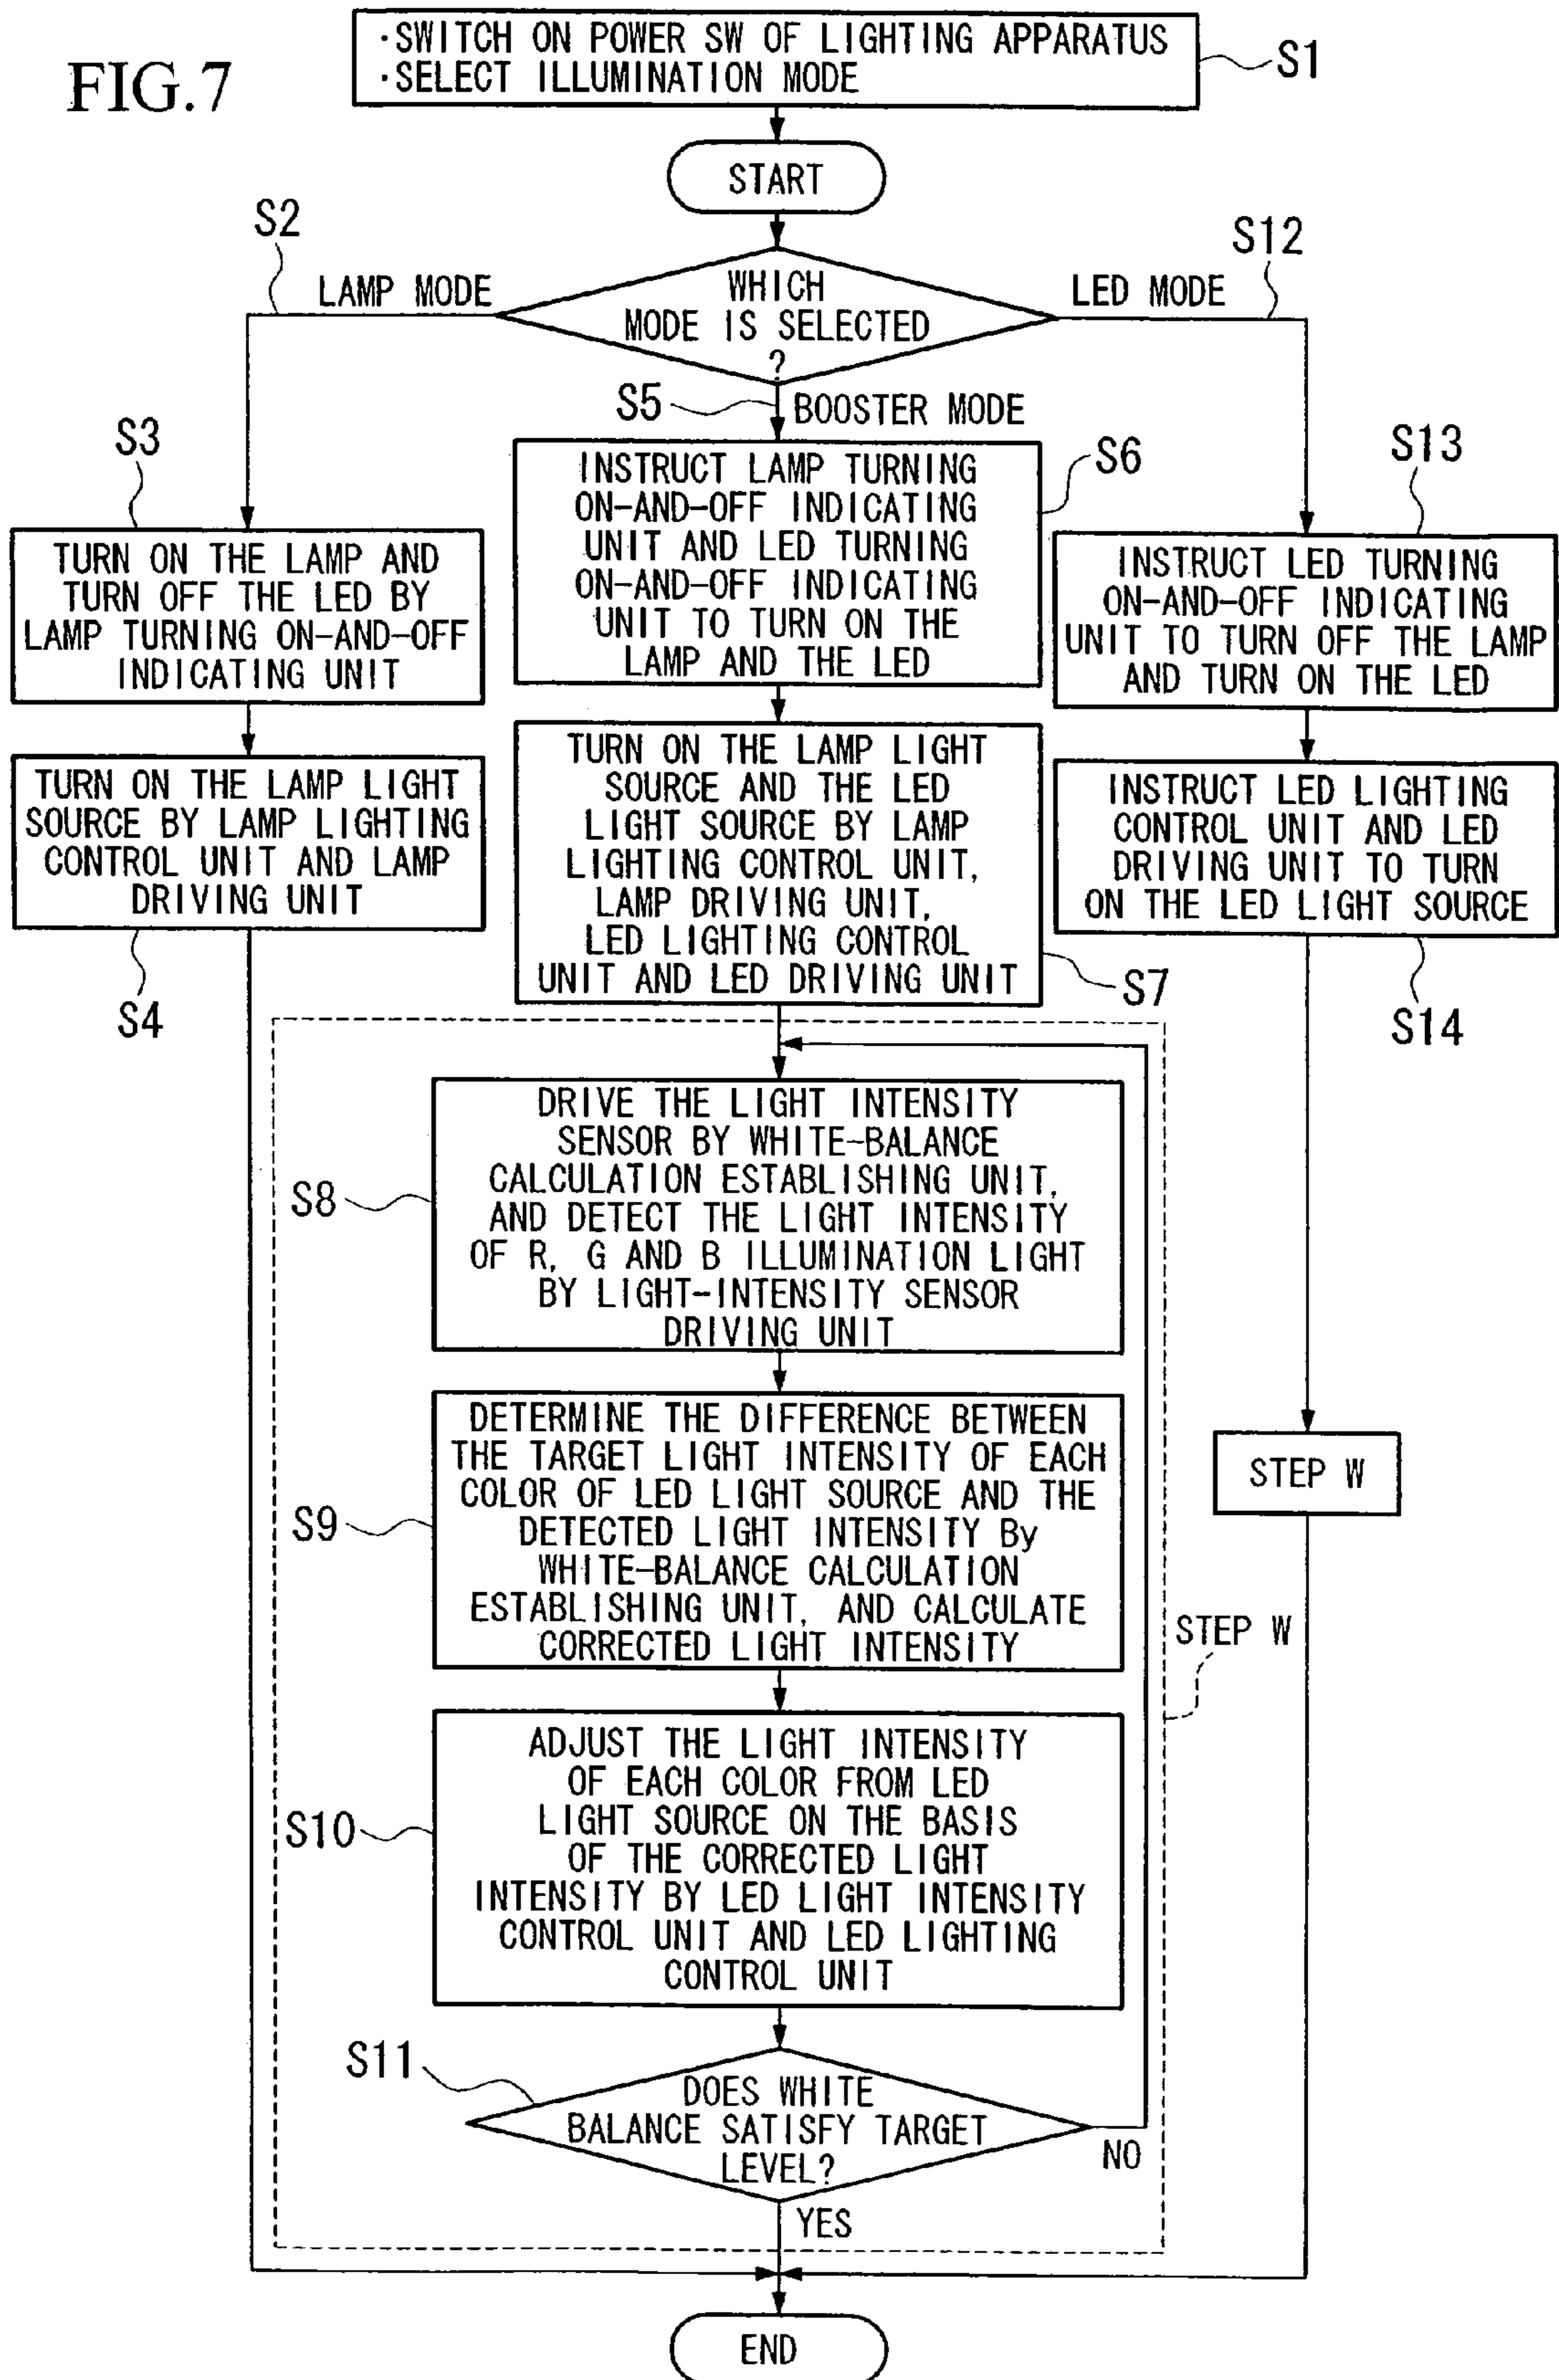 FIG.7
·SWITCH ON POWER SW OF LIGHTING APPARATUS
·SELECT ILLUMINATION MODE
S1
START
S2
LAMP MODE
WHICH
MODE IS SELECTED
?
LED MODE
S12
S5
BOOSTER MODE
S3
TURN ON THE LAMP AND
TURN OFF THE LED BY
LAMP TURNING ON-AND-OFF
INDICATING UNIT
TURN ON THE LAMP LIGHT
SOURCE BY LAMP LIGHTING
CONTROL UNIT AND LAMP
DRIVING UNIT
S4
INSTRUCT LAMP TURNING
ON-AND-OFF INDICATING
UNIT AND LED TURNING
ON-AND-OFF INDICATING
UNIT TO TURN ON THE
LAMP AND THE LED
S6
TURN ON THE LAMP LIGHT
SOURCE AND THE LED
LIGHT SOURCE BY LAMP
LIGHTING CONTROL UNIT,
LAMP DRIVING UNIT,
LED LIGHTING CONTROL
UNIT AND LED DRIVING UNIT
S7
S13
INSTRUCT LED TURNING
ON-AND-OFF INDICATING
UNIT TO TURN OFF THE LAMP
AND TURN ON THE LED
INSTRUCT LED LIGHTING
CONTROL UNIT AND LED
DRIVING UNIT TO TURN
ON THE LED LIGHT SOURCE
S14
S8
DRIVE THE LIGHT INTENSITY
SENSOR BY WHITE-BALANCE
CALCULATION ESTABLISHING UNIT,
AND DETECT THE LIGHT INTENSITY
OF R, G AND B ILLUMINATION LIGHT
BY LIGHT-INTENSITY SENSOR
DRIVING UNIT
S9
DETERMINE THE DIFFERENCE BETWEEN
THE TARGET LIGHT INTENSITY OF EACH
COLOR OF LED LIGHT SOURCE AND THE
DETECTED LIGHT INTENSITY By
WHITE-BALANCE CALCULATION
ESTABLISHING UNIT, AND CALCULATE
CORRECTED LIGHT INTENSITY
STEP W
STEP W
S10
ADJUST THE LIGHT INTENSITY
OF EACH COLOR FROM LED
LIGHT SOURCE ON THE BASIS
OF THE CORRECTED LIGHT
INTENSITY BY LED LIGHT INTENSITY
CONTROL UNIT AND LED LIGHTING
CONTROL UNIT
S11
DOES WHITE
BALANCE SATISFY TARGET
LEVEL?
NO
YES
END